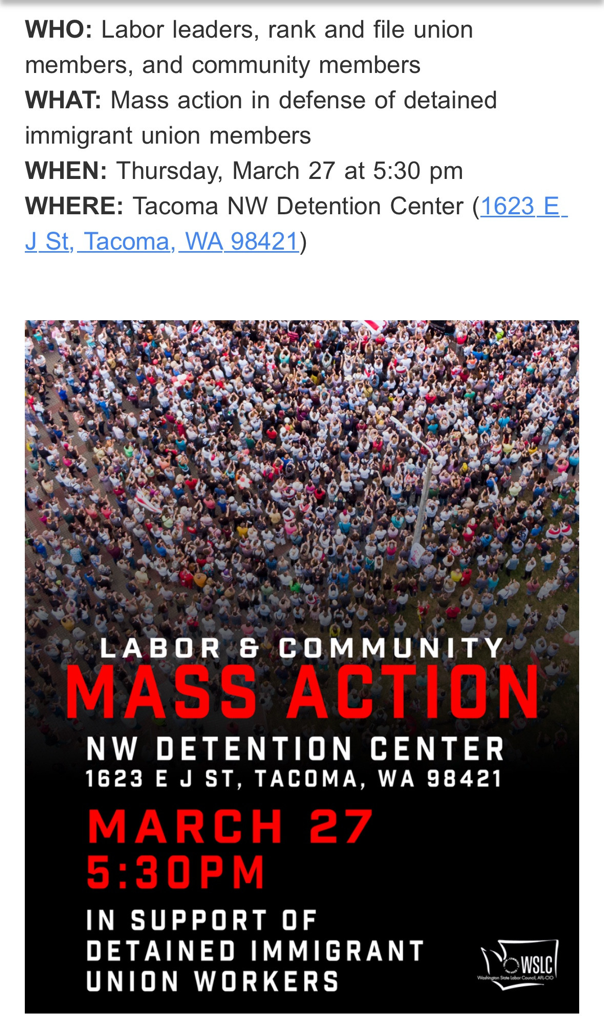 WHO: Labor leaders, rank and file union
members, and community members
WHAT: Mass action in defense of detained
immigrant union members
WHEN: Thursday, March 27 at 5:30 pm
WHERE: Tacoma NW Detention Center (1623 E
J St, Tacoma, WA 98421)
LABOR & COMMUNITY
MASS ACTION
NW DETENTION CENTER
1623 E J ST, TACOMA, WA 98421
MARCH 27
5:30PM
IN SUPPORT OF
DETAINED IMMIGRANT
UNION WORKERS
WSLC
Washington State Labor Council, AFL-CIO